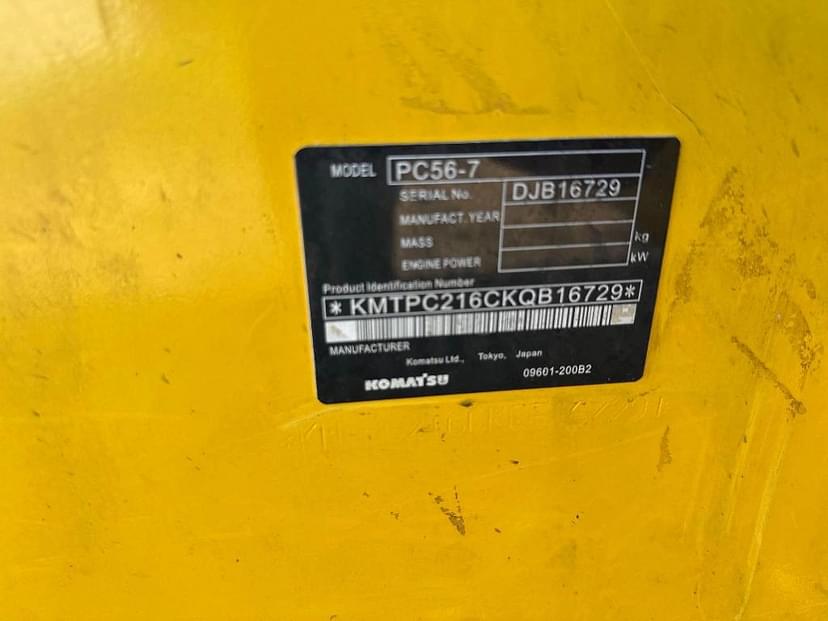 MODEL PC56-7
SERIAL No. DJB16729
MANUFACT. YEAR
MASS kg
ENGINE POWER kW
Product Identification Number
*KMTPC216CKQB16729*
MANUFACTURER
Komatsu Ltd., Tokyo, Japan
KOMATSU 09601-200B2